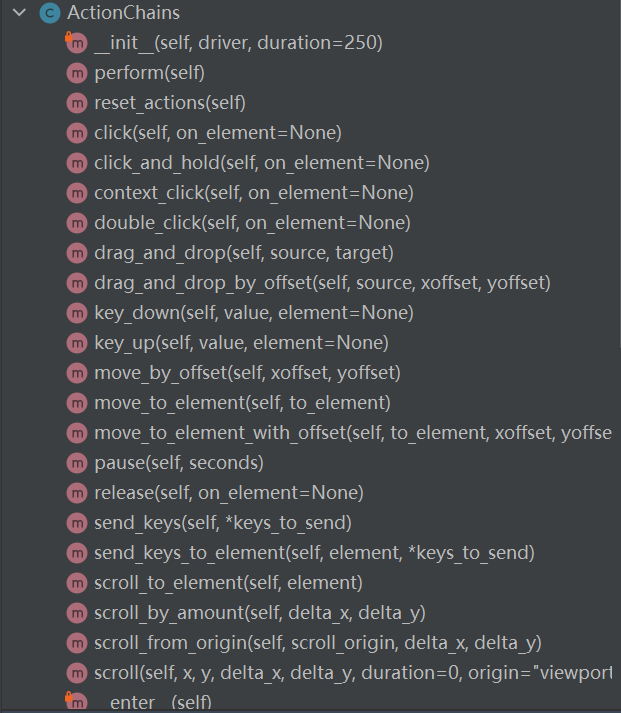 ActionChains
__init__(self, driver, duration=250)
perform(self)
reset_actions(self)
click(self, on_element=None)
click_and_hold(self, on_element=None)
context_click(self, on_element=None)
double_click(self, on_element=None)
drag_and_drop(self, source, target)
drag_and_drop_by_offset(self, source, xoffset, yoffset)
key_down(self, value, element=None)
key_up(self, value, element=None)
move_by_offset(self, xoffset, yoffset)
move_to_element(self, to_element)
move_to_element_with_offset(self, to_element, xoffset, yoffse
pause(self, seconds)
release(self, on_element=None)
send_keys(self, *keys_to_send)
send_keys_to_element(self, element, *keys_to_send)
scroll_to_element(self, element)
scroll_by_amount(self, delta_x, delta_y)
scroll_from_origin(self, scroll_origin, delta_x, delta_y)
scroll(self, x, y, delta_x, delta_y, duration=0, origin="viewport
__enter__(self)